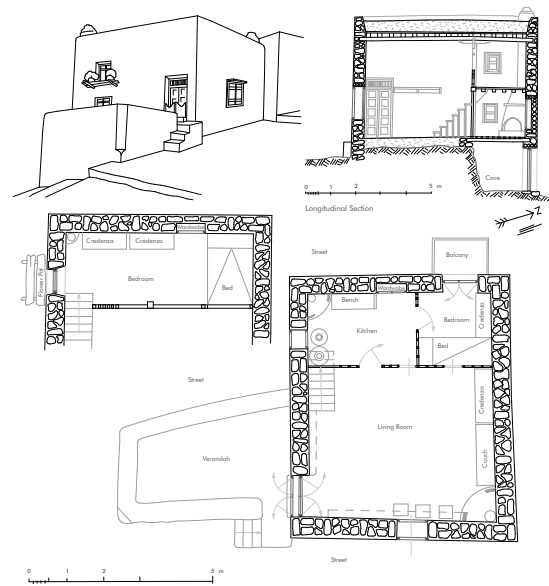 Cave
0 1 2 5 m
Longitudinal Section
Z
Wardrobe
Credenza Credenza
Flower Pot
Bedroom
Bed
Street
Balcony
Wardrobe
Bench
Kitchen
Bedroom
Credenza
Bed
Street
Credenza
Living Room
Couch
Verandah
Street
0 1 2 5 m